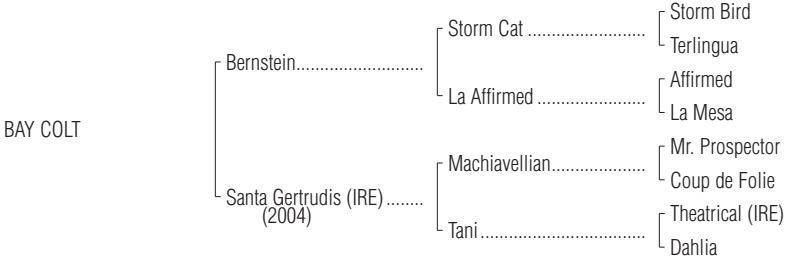 Storm Bird
Storm Cat ........................
Terlingua
Bernstein..........................
Affirmed
La Affirmed ......................
La Mesa
BAY COLT
Mr. Prospector
Machiavellian...................
Coup de Folie
Santa Gertrudis (IRE) ........
(2004)
Theatrical (IRE)
Tani..................................
Dahlia